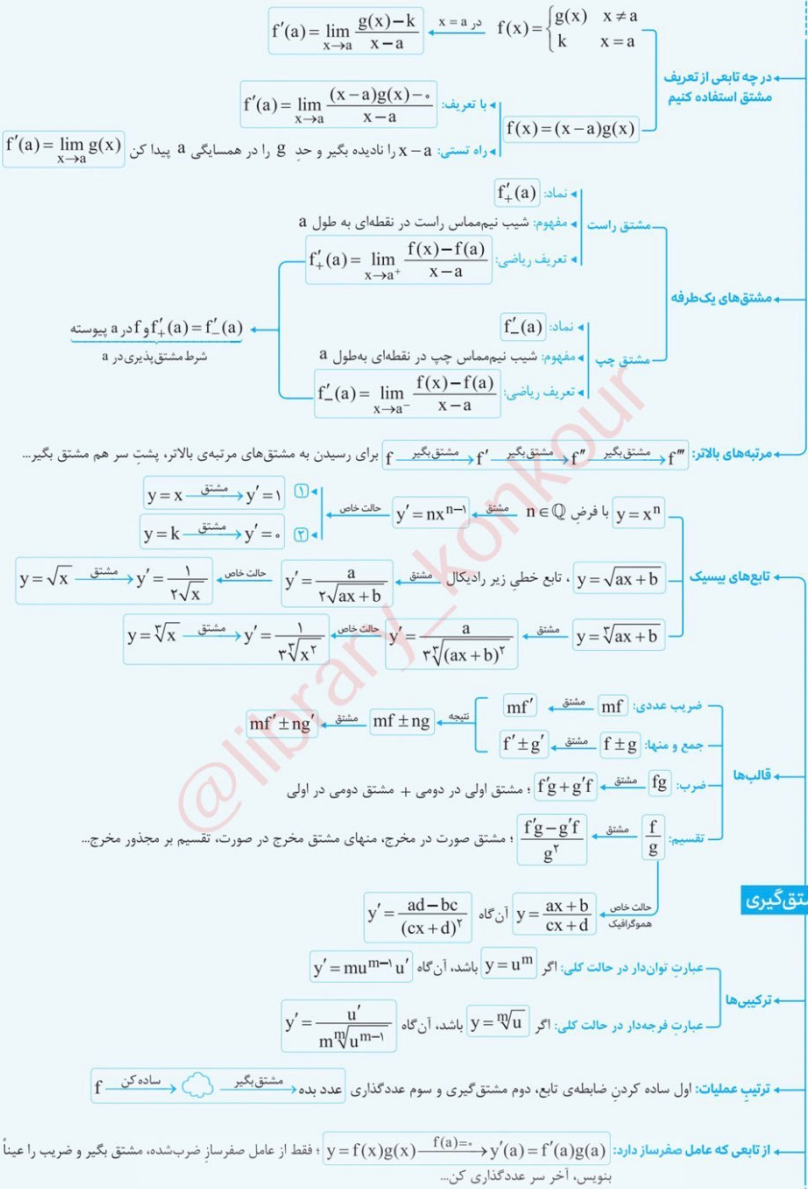 در چه تابعی از تعریف مشتق استفاده کنیم
f(x) = { g(x) x ≠ a
k x = a
در x = a
f′(a) = lim x→a (g(x) − k)/(x − a)
f(x) = (x − a)g(x)
با تعریف: f′(a) = lim x→a ((x − a)g(x) − ۰)/(x − a)
راه تستی: x − a را نادیده بگیر و حدِ g را در همسایگی a پیدا کن f′(a) = lim x→a g(x)
مشتق‌های یک‌طرفه
مشتق راست
نماد: f′₊(a)
مفهوم: شیب نیم‌مماس راست در نقطه‌ای به طول a
تعریف ریاضی: f′₊(a) = lim x→a⁺ (f(x) − f(a))/(x − a)
مشتق چپ
نماد: f′₋(a)
مفهوم: شیب نیم‌مماس چپ در نقطه‌ای به‌طول a
تعریف ریاضی: f′₋(a) = lim x→a⁻ (f(x) − f(a))/(x − a)
f′₊(a) = f′₋(a) و f در a پیوسته
شرط مشتق‌پذیری در a
مرتبه‌های بالاتر: f مشتق‌بگیر → f′ مشتق‌بگیر → f″ مشتق‌بگیر → f‴ برای رسیدن به مشتق‌های مرتبه‌ی بالاتر، پشتِ سر هم مشتق بگیر...
تابع‌های بیسیک
y = xⁿ با فرضِ n ∈ ℚ مشتق y′ = nxⁿ⁻¹ حالت خاص
۱ y = x مشتق → y′ = ۱
۲ y = k مشتق → y′ = ۰
y = √(ax + b) ، تابع خطیِ زیر رادیکال مشتق y′ = a/(۲√(ax + b)) حالت خاص y = √x مشتق → y′ = ۱/(۲√x)
y = ∛(ax + b) مشتق y′ = a/(۳∛(ax + b)²) حالت خاص y = ∛x مشتق → y′ = ۱/(۳∛x²)
قالب‌ها
ضریب عددی: mf مشتق mf′
جمع و منها: f ± g مشتق f′ ± g′
نتیجه mf ± ng مشتق mf′ ± ng′
ضرب: fg مشتق f′g + g′f ؛ مشتق اولی در دومی + مشتق دومی در اولی
تقسیم: f/g مشتق (f′g − g′f)/g² ؛ مشتق صورت در مخرج، منهای مشتق مخرج در صورت، تقسیم بر مجذور مخرج...
حالت خاص هموگرافیک y = (ax + b)/(cx + d) آن‌گاه y′ = (ad − bc)/(cx + d)²
تق‌گیری
ترکیبی‌ها
عبارتِ توان‌دار در حالت کلی: اگر y = uᵐ باشد، آن‌گاه y′ = muᵐ⁻¹u′
عبارتِ فرجه‌دار در حالت کلی: اگر y = ᵐ√u باشد، آن‌گاه y′ = u′/(m ᵐ√uᵐ⁻¹)
ترتیبِ عملیات: اول ساده کردنِ ضابطه‌ی تابع، دوم مشتق‌گیری و سوم عددگذاری f ساده کن → مشتق‌بگیر → عدد بده
از تابعی که عامل صفرساز دارد: y = f(x)g(x) f(a)=۰ → y′(a) = f′(a)g(a) ؛ فقط از عامل صفرسازِ ضرب‌شده، مشتق بگیر و ضریب را عیناً
بنویس، آخر سر عددگذاری کن...
@library_konkour